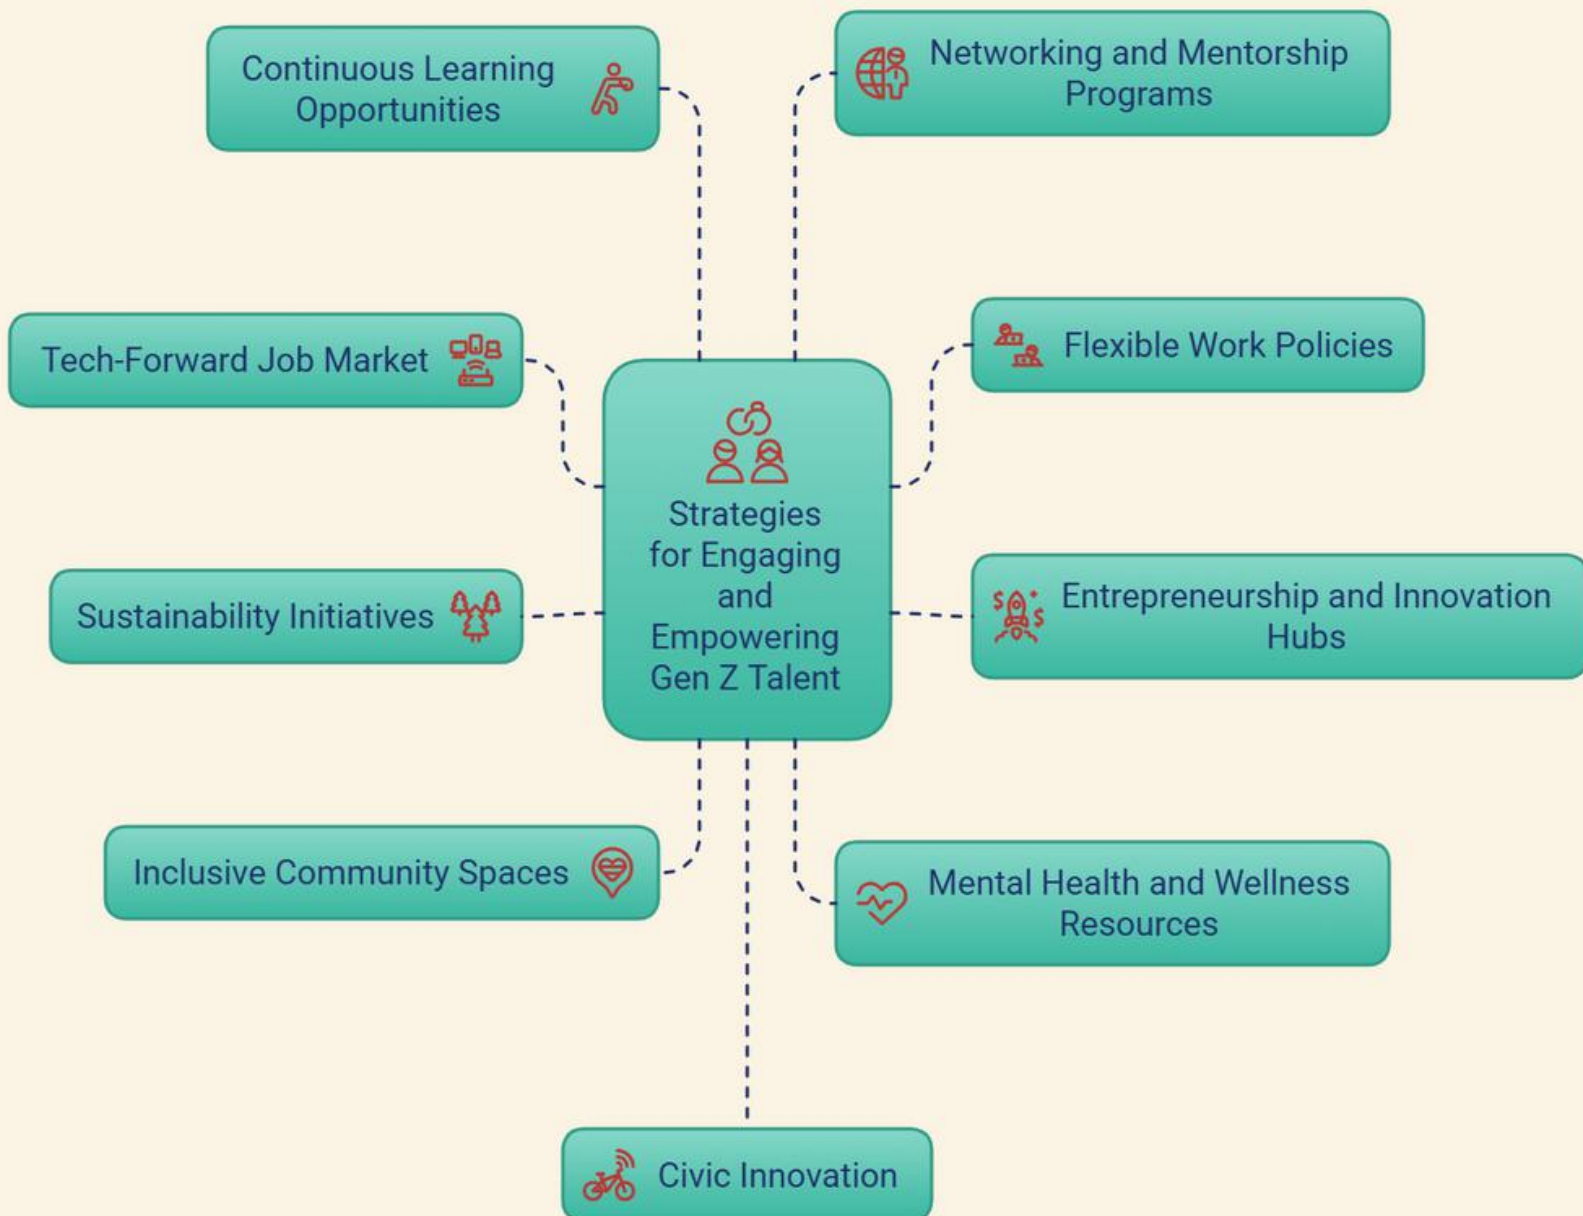 Continuous Learning
Opportunities
Networking and Mentorship
Programs
Tech-Forward Job Market
Flexible Work Policies
Strategies
for Engaging
and
Empowering
Gen Z Talent
Sustainability Initiatives
Entrepreneurship and Innovation
Hubs
Inclusive Community Spaces
Mental Health and Wellness
Resources
Civic Innovation